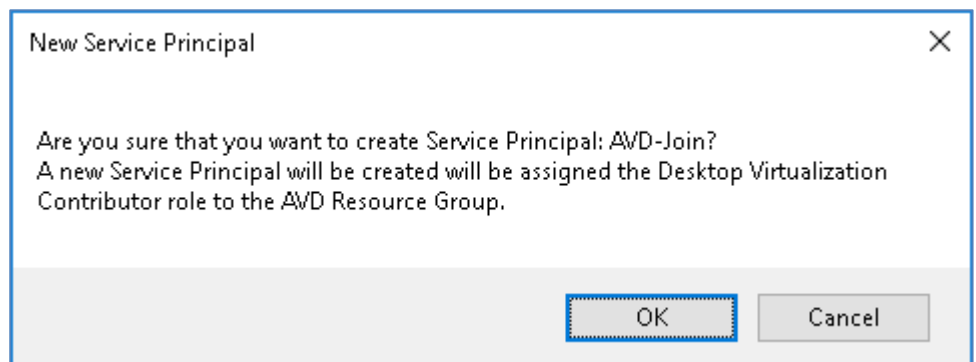 New Service Principal
Are you sure that you want to create Service Principal: AVD-Join?
A new Service Principal will be created will be assigned the Desktop Virtualization
Contributor role to the AVD Resource Group.
OK
Cancel